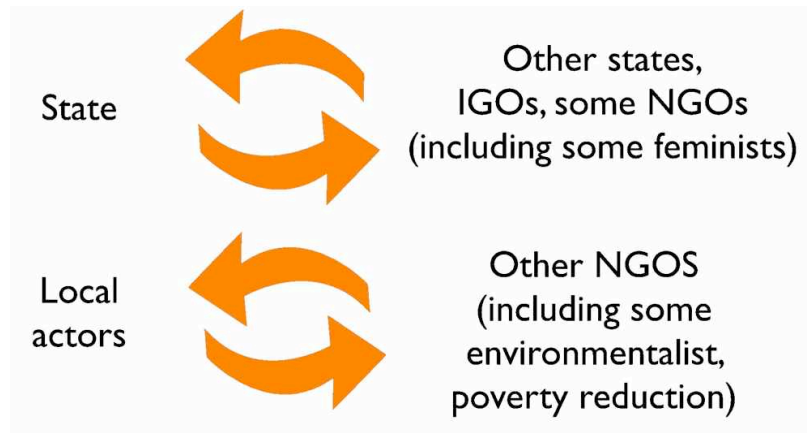 State
Other states,
IGOs, some NGOs
(including some feminists)
Local
actors
Other NGOS
(including some
environmentalist,
poverty reduction)